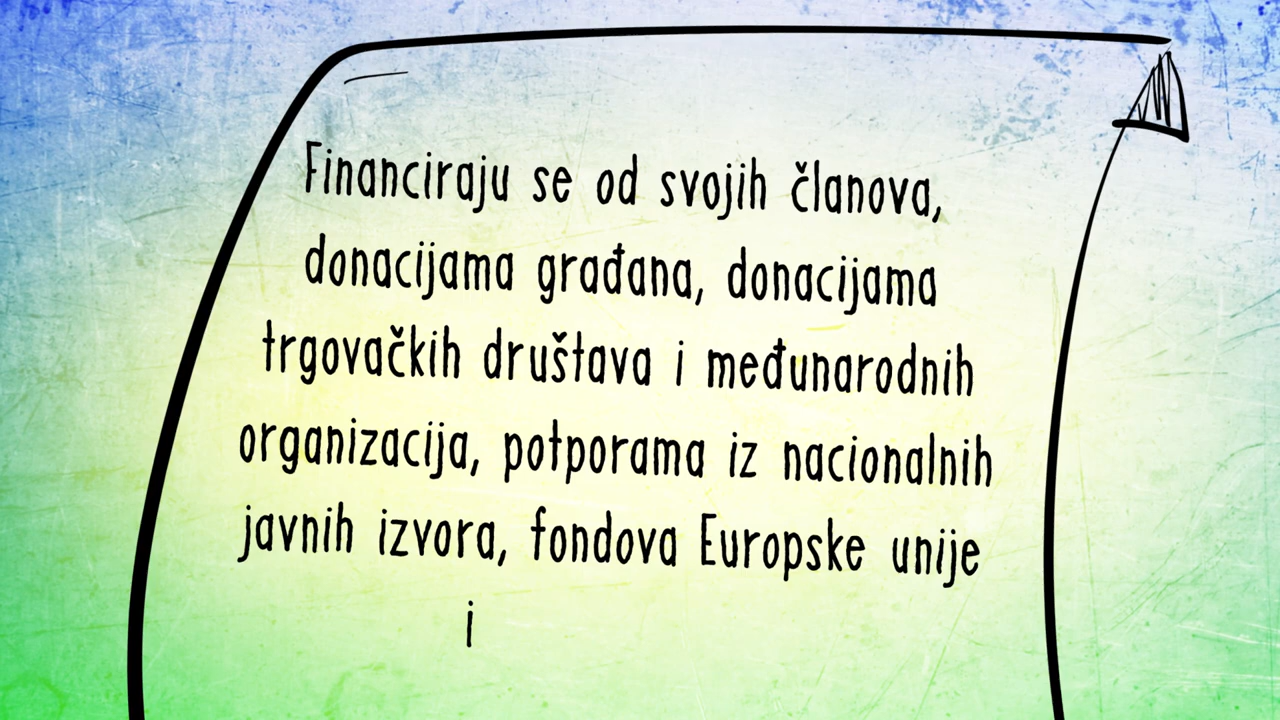 Financiraju se od svojih članova,
donacijama građana, donacijama
trgovačkih društava i međunarodnih
organizacija, potporama iz nacionalnih
javnih izvora, fondova Europske unije
i